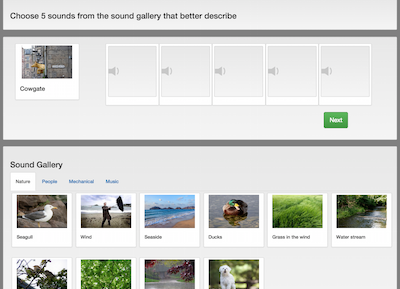 Choose 5 sounds from the sound gallery that better describe
Cowgate
Next
Sound Gallery
Nature People Mechanical Music
Seagull Wind Seaside Ducks Grass in the wind Water stream